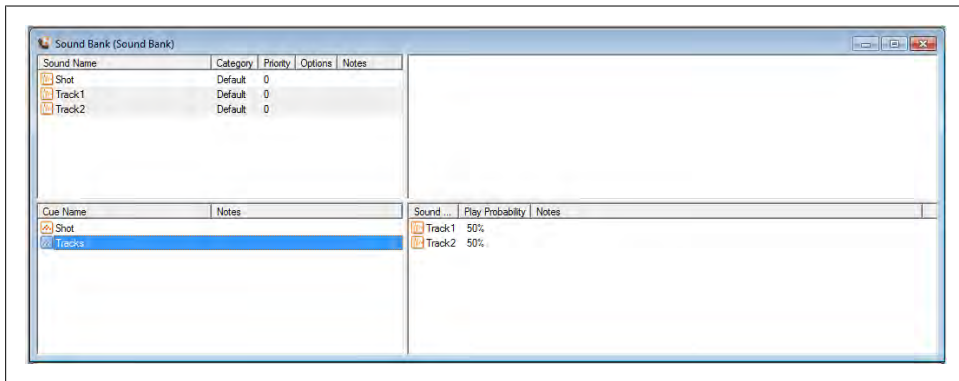 Sound Bank (Sound Bank)
Sound Name Category Priority Options Notes
Shot Default 0
Track1 Default 0
Track2 Default 0
Cue Name Notes
Shot
Tracks
Sound ... Play Probability Notes
Track1 50%
Track2 50%